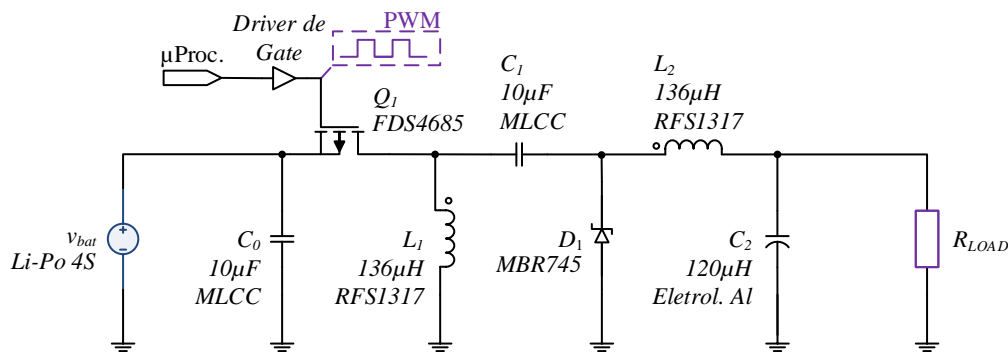 Driver de
Gate
PWM
µProc.
Q1
FDS4685
C1
10µF
MLCC
L2
136µH
RFS1317
vbat
Li-Po 4S
C0
10µF
MLCC
L1
136µH
RFS1317
D1
MBR745
C2
120µH
Eletrol. Al
RLOAD